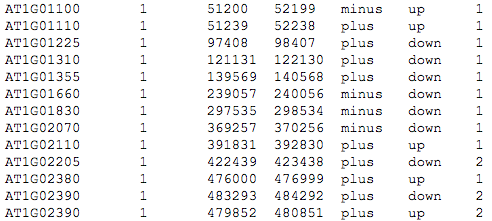 AT1G01100 1 51200 52199 minus up 1
AT1G01110 1 51239 52238 plus up 1
AT1G01225 1 97408 98407 plus down 1
AT1G01310 1 121131 122130 plus down 1
AT1G01355 1 139569 140568 plus down 1
AT1G01660 1 239057 240056 minus down 1
AT1G01830 1 297535 298534 minus down 1
AT1G02070 1 369257 370256 minus down 1
AT1G02110 1 391831 392830 plus up 1
AT1G02205 1 422439 423438 plus down 2
AT1G02380 1 476000 476999 plus up 1
AT1G02390 1 483293 484292 plus down 2
AT1G02390 1 479852 480851 plus up 2